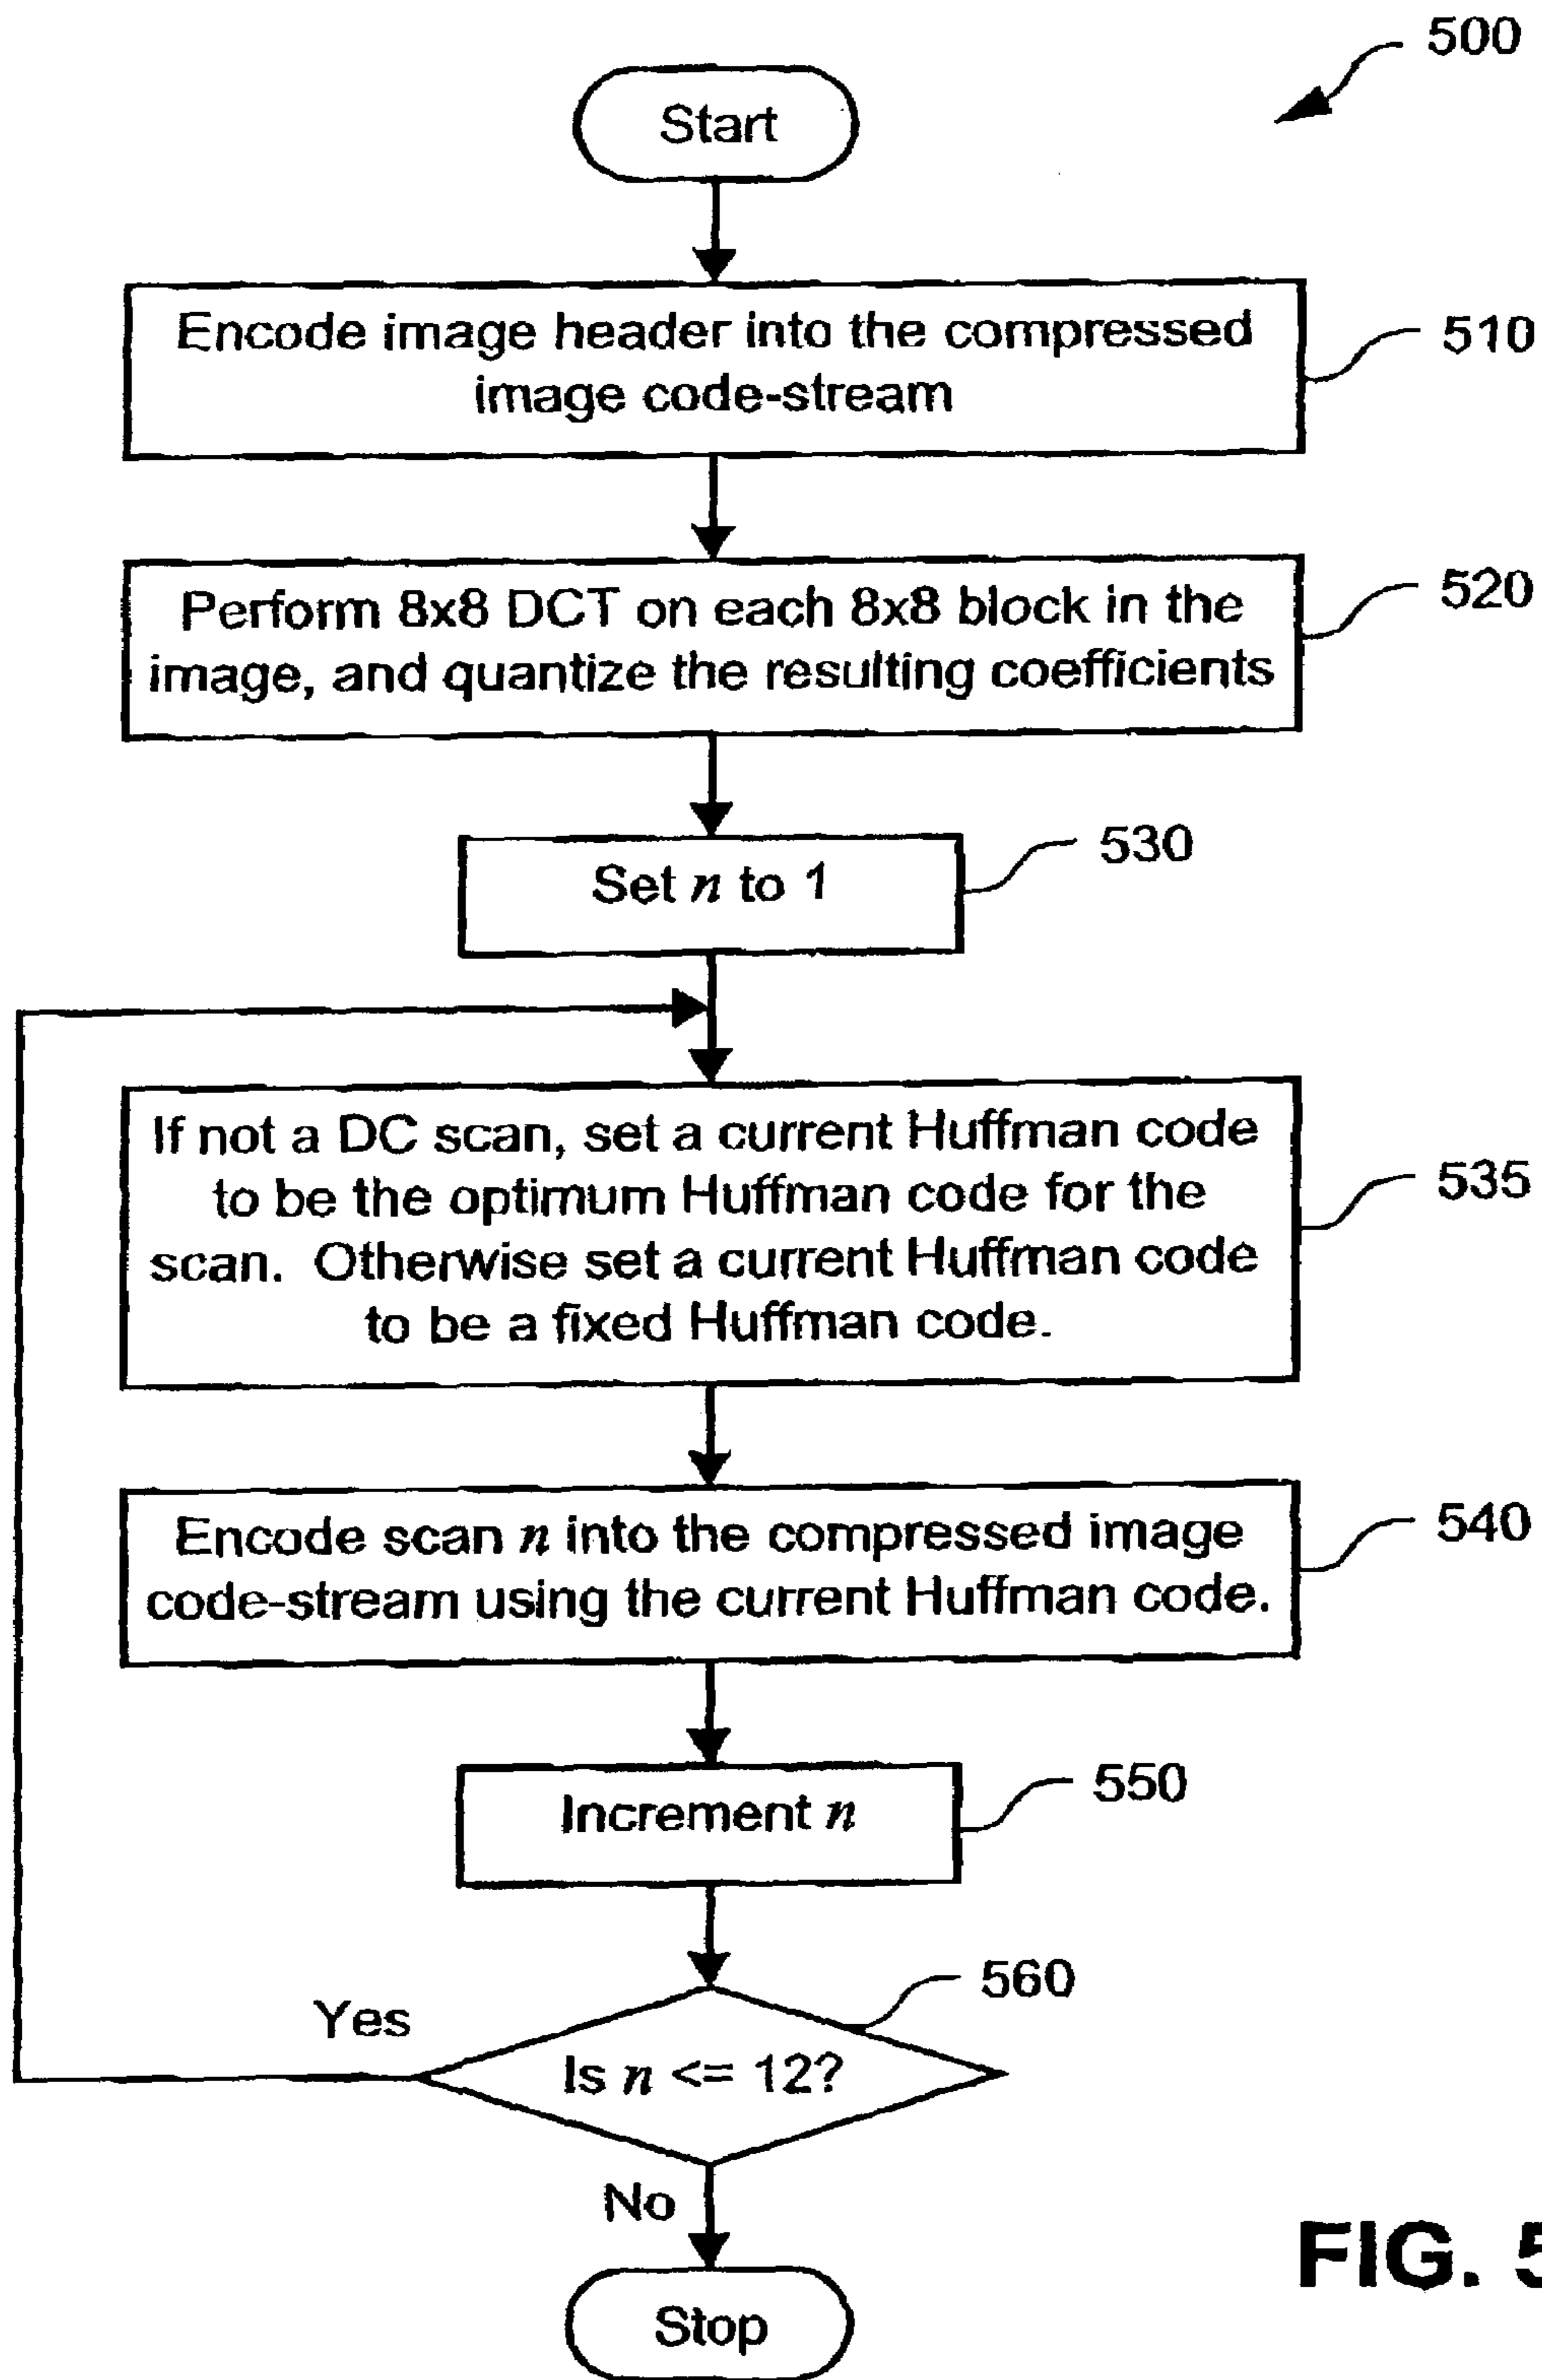 500
Start
Encode image header into the compressed
image code-stream
510
Perform 8x8 DCT on each 8x8 block in the
image, and quantize the resulting coefficients
520
Set n to 1
530
If not a DC scan, set a current Huffman code
to be the optimum Huffman code for the
scan. Otherwise set a current Huffman code
to be a fixed Huffman code.
535
Encode scan n into the compressed image
code-stream using the current Huffman code.
540
Increment n
550
560
Yes
Is n <= 12?
No
FIG. 5
Stop